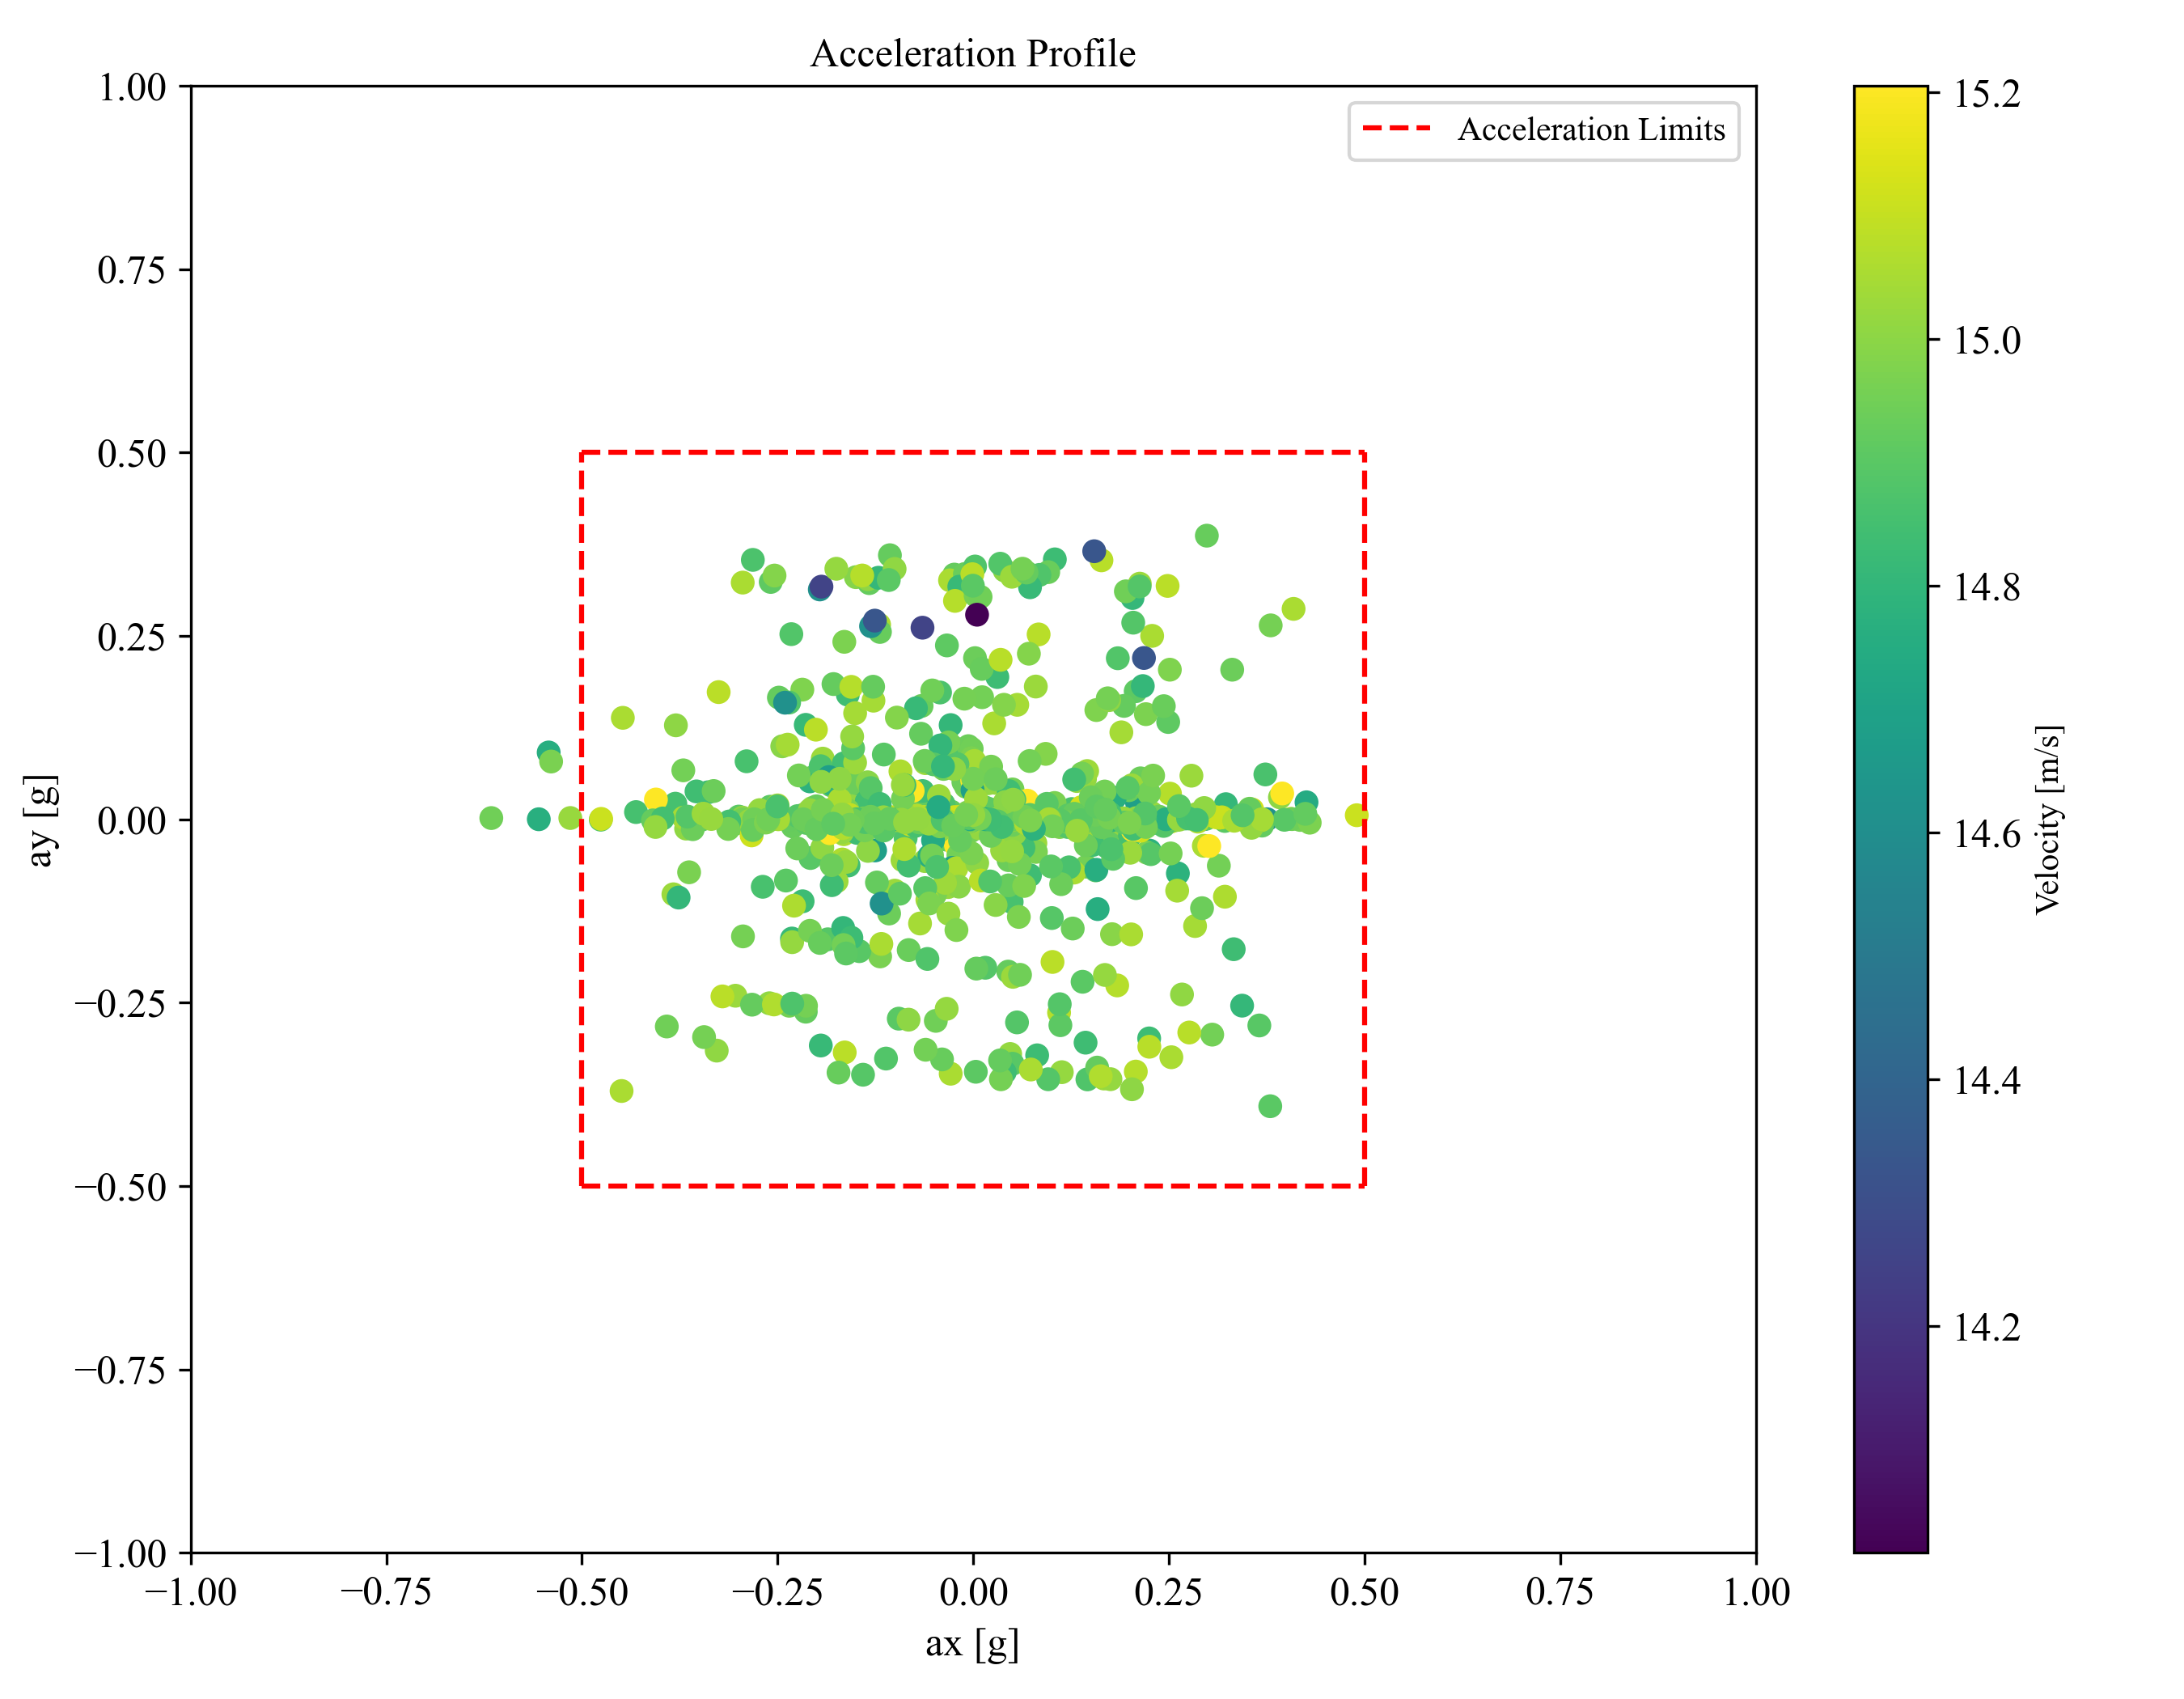 Acceleration Profile
Acceleration Limits
1.00
0.75
0.50
0.25
0.00
−0.25
−0.50
−0.75
−1.00
ay [g]
−1.00 −0.75 −0.50 −0.25 0.00 0.25 0.50 0.75 1.00
ax [g]
15.2
15.0
14.8
14.6
14.4
14.2
Velocity [m/s]